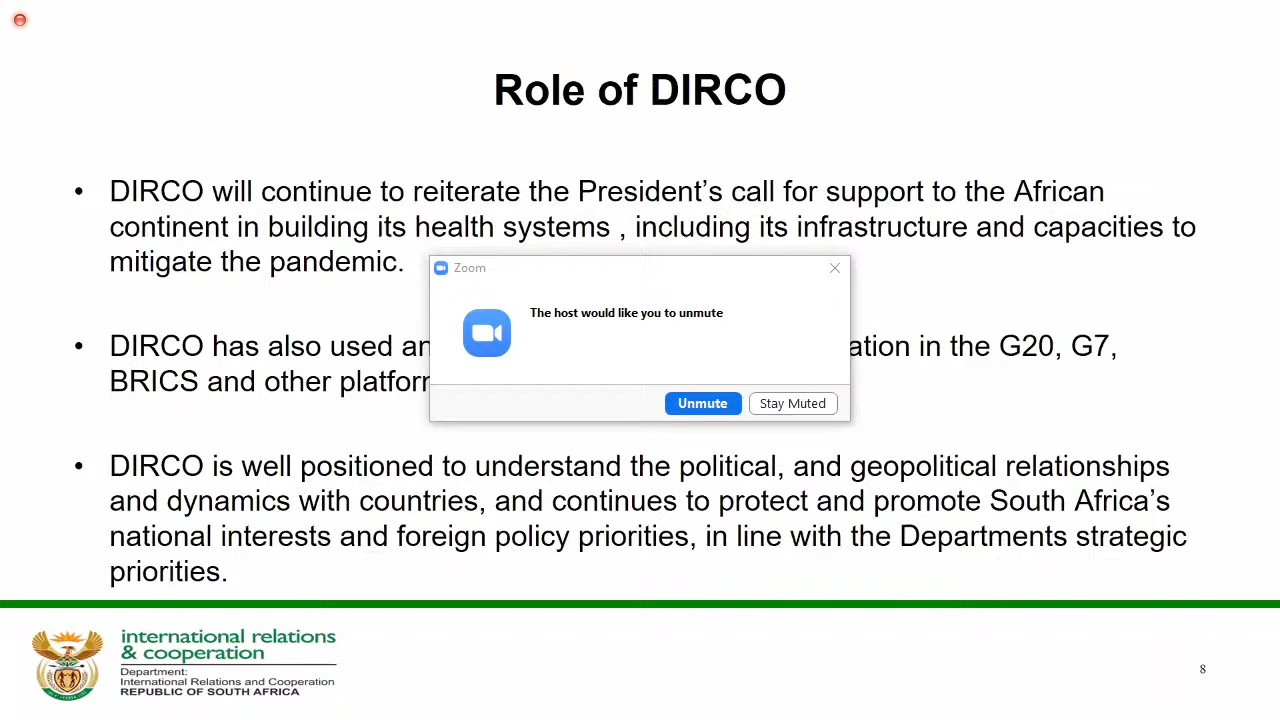 Role of DIRCO
• DIRCO will continue to reiterate the President’s call for support to the African
continent in building its health systems , including its infrastructure and capacities to
mitigate the pandemic.
Zoom
The host would like you to unmute
Unmute Stay Muted
• DIRCO has also used ation in the G20, G7,
BRICS and other
• DIRCO is well positioned to understand the political, and geopolitical relationships
and dynamics with countries, and continues to protect and promote South Africa’s
national interests and foreign policy priorities, in line with the Departments strategic
priorities.
international relations
& cooperation
Department:
International Relations and Cooperation
REPUBLIC OF SOUTH AFRICA
8